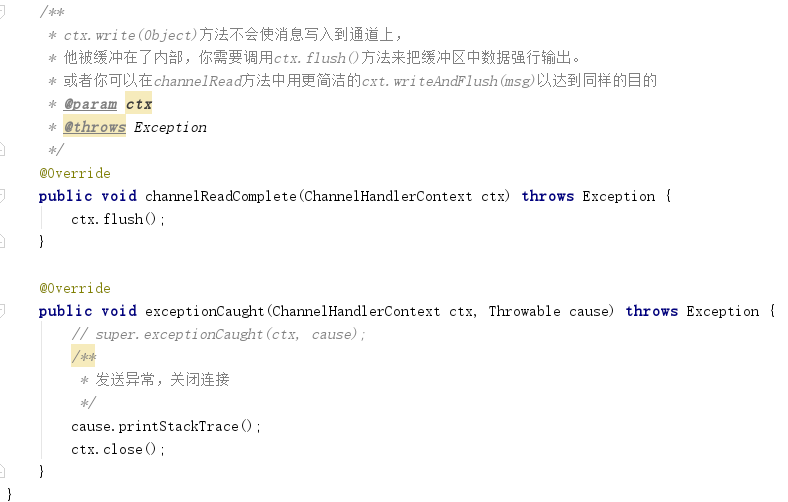 /**
 * ctx.write(Object)方法不会使消息写入到通道上，
 * 他被缓冲在了内部，你需要调用ctx.flush()方法来把缓冲区中数据强行输出。
 * 或者你可以在channelRead方法中用更简洁的cxt.writeAndFlush(msg)以达到同样的目的
 * @param ctx
 * @throws Exception
 */
@Override
public void channelReadComplete(ChannelHandlerContext ctx) throws Exception {
    ctx.flush();
}
@Override
public void exceptionCaught(ChannelHandlerContext ctx, Throwable cause) throws Exception {
    // super.exceptionCaught(ctx, cause);
    /**
     * 发送异常，关闭连接
     */
    cause.printStackTrace();
    ctx.close();
}
}